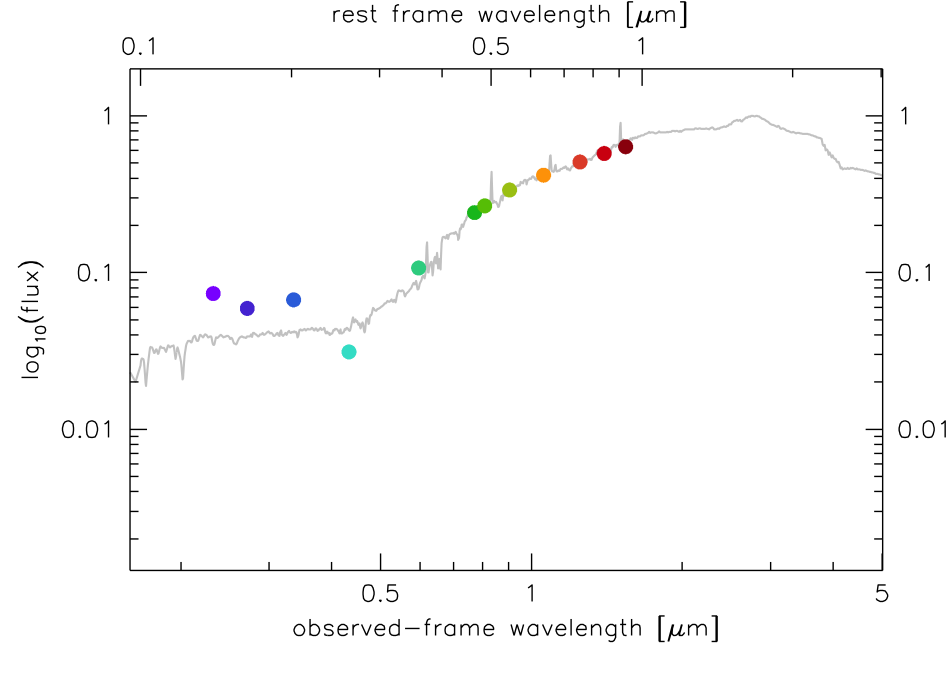 rest frame wavelength [μm]
0.1 0.5 1
1 1
0.1 0.1
0.01 0.01
log10(flux)
0.5 1 5
observed-frame wavelength [μm]